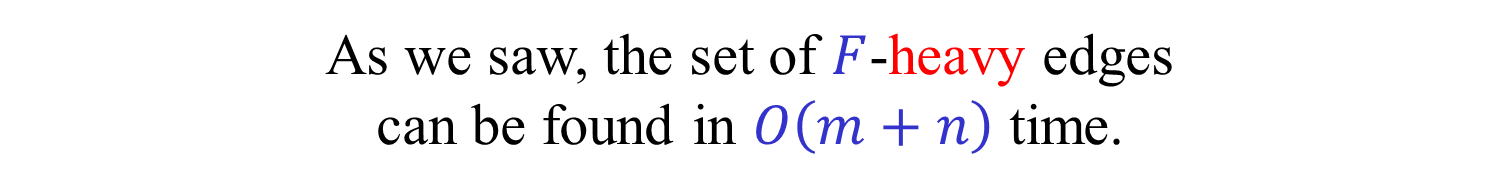 As we saw, the set of F-heavy edges
can be found in O(m + n) time.